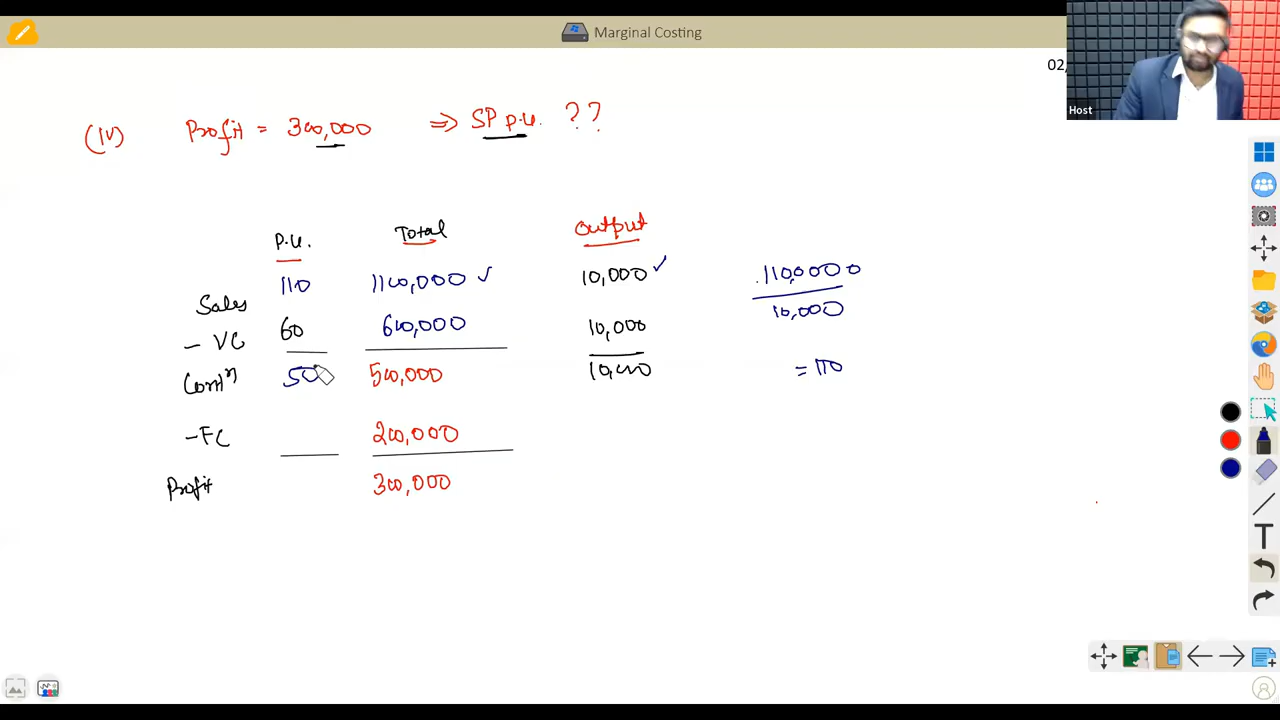 Marginal Costing
02/
Host
(IV) Profit = 300,000 ⇒ SP p.u. ??
P.u. Total Output
Sales 110 1100,000 ✓ 10,000 ✓ 110,0000
10,000
- VC 60 600,000 10,000
Contn 50 500,000 10,000 = 110
- FC 200,000
Profit 300,000
T